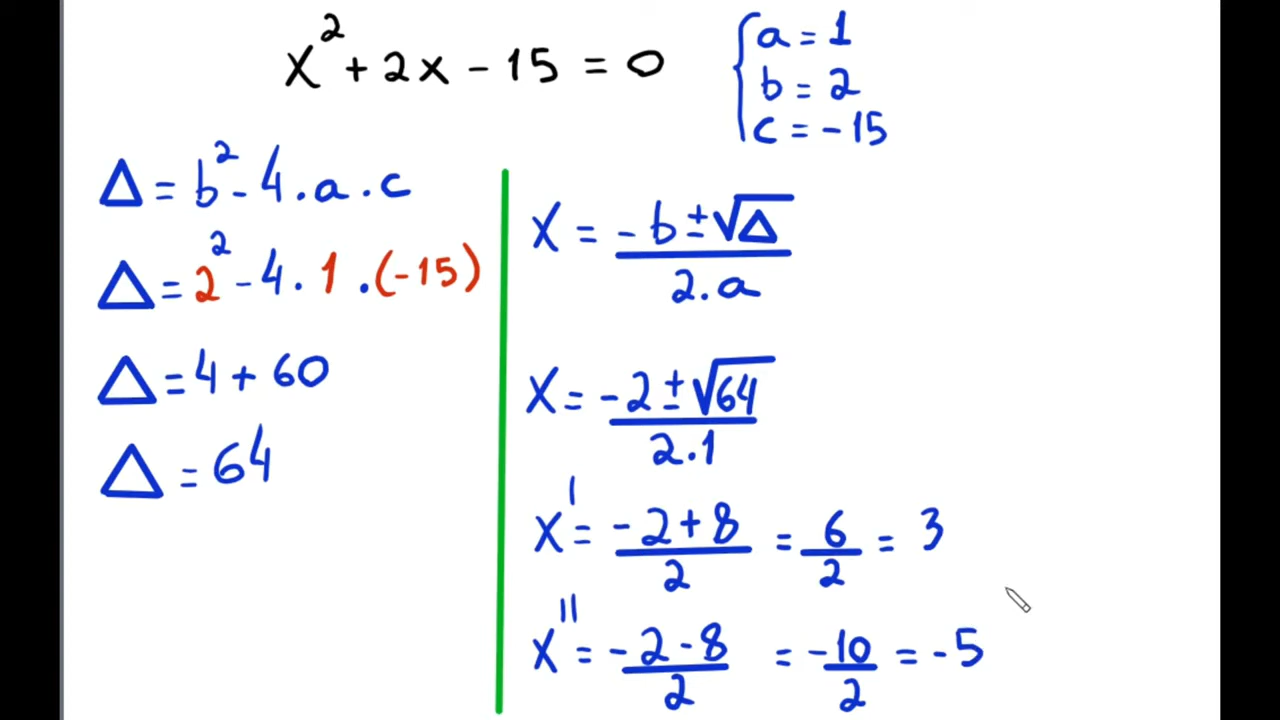 x² + 2x - 15 = 0
{ a = 1
b = 2
c = -15
Δ = b² - 4 . a . c
Δ = 2² - 4 . 1 . (-15)
Δ = 4 + 60
Δ = 64
x = -b ± √Δ / 2 . a
x = -2 ± √64 / 2 . 1
x' = -2 + 8 / 2 = 6 / 2 = 3
x'' = -2 - 8 / 2 = -10 / 2 = -5